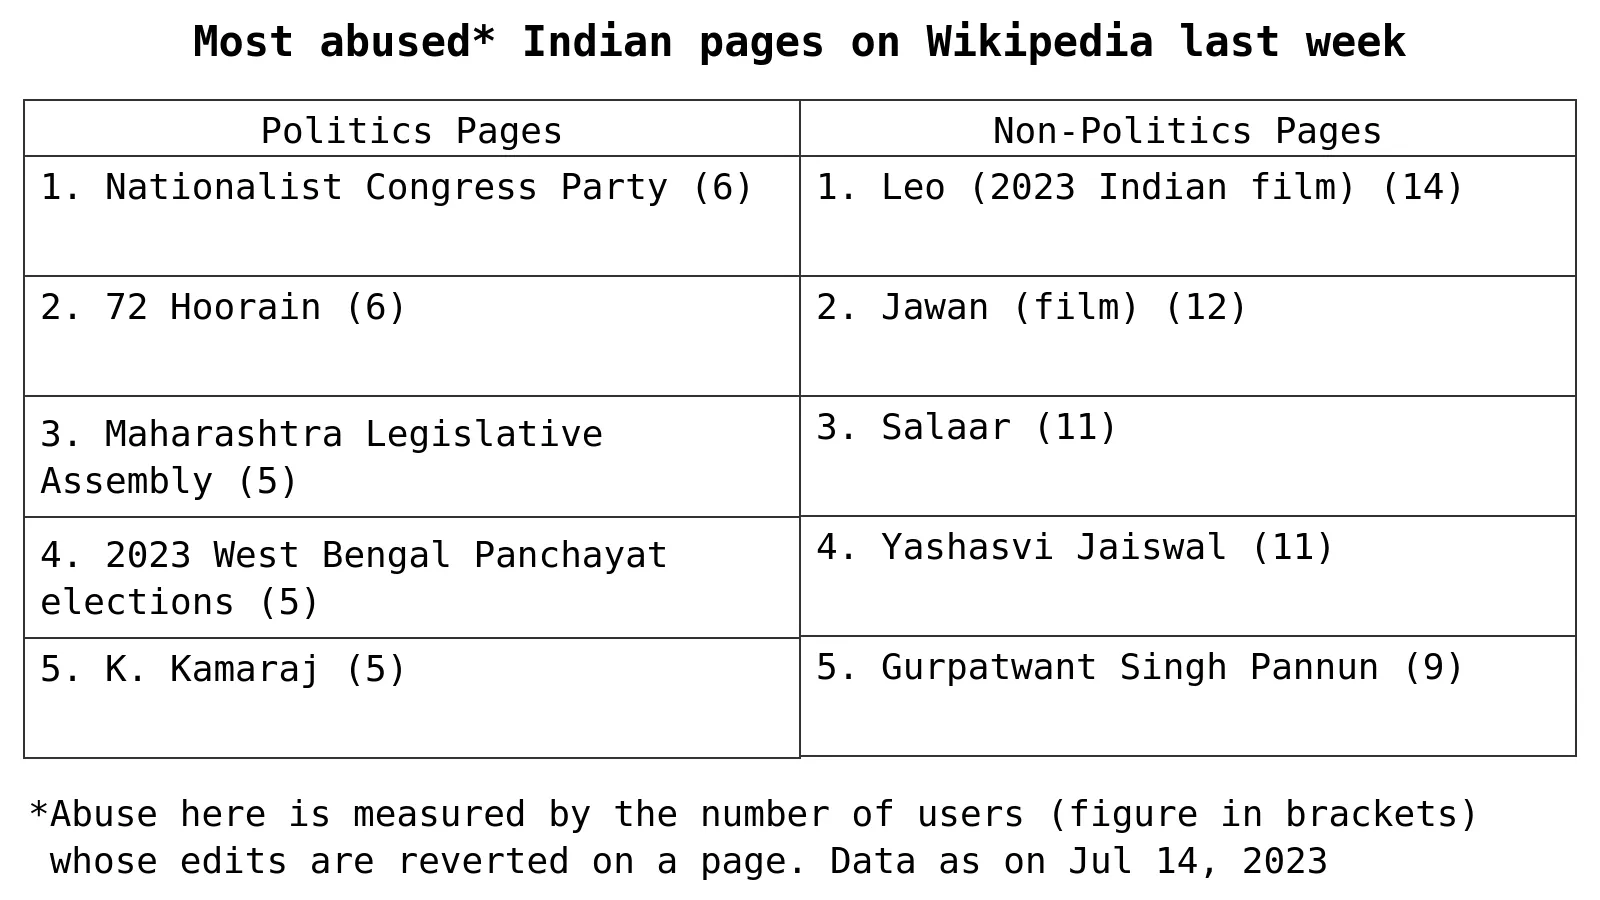 Most abused* Indian pages on Wikipedia last week
Politics Pages
1. Nationalist Congress Party (6)
2. 72 Hoorain (6)
3. Maharashtra Legislative
Assembly (5)
4. 2023 West Bengal Panchayat
elections (5)
5. K. Kamaraj (5)
Non-Politics Pages
1. Leo (2023 Indian film) (14)
2. Jawan (film) (12)
3. Salaar (11)
4. Yashasvi Jaiswal (11)
5. Gurpatwant Singh Pannun (9)
*Abuse here is measured by the number of users (figure in brackets)
whose edits are reverted on a page. Data as on Jul 14, 2023